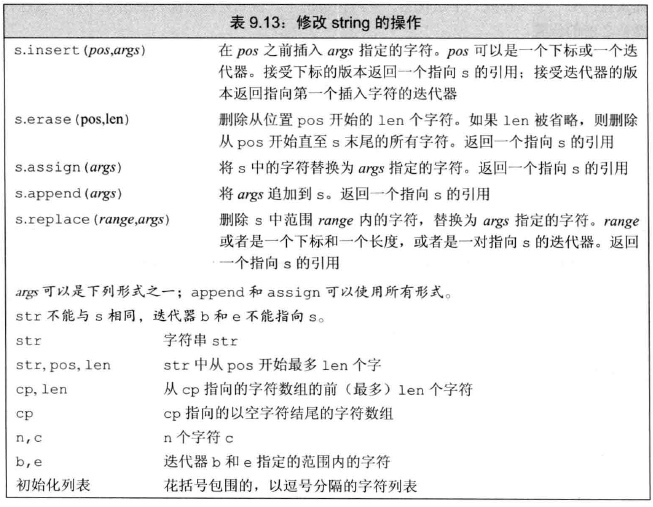 表 9.13：修改 string 的操作
s.insert(pos,args) 在 pos 之前插入 args 指定的字符。pos 可以是一个下标或一个迭
代器。接受下标的版本返回一个指向 s 的引用；接受迭代器的版
本返回指向第一个插入字符的迭代器
s.erase(pos,len) 删除从位置 pos 开始的 len 个字符。如果 len 被省略，则删除
从 pos 开始直至 s 末尾的所有字符。返回一个指向 s 的引用
s.assign(args) 将 s 中的字符替换为 args 指定的字符。返回一个指向 s 的引用
s.append(args) 将 args 追加到 s。返回一个指向 s 的引用
s.replace(range,args) 删除 s 中范围 range 内的字符，替换为 args 指定的字符。range
或者是一个下标和一个长度，或者是一对指向 s 的迭代器。返回
一个指向 s 的引用
args 可以是下列形式之一；append 和 assign 可以使用所有形式。
str 不能与 s 相同，迭代器 b 和 e 不能指向 s。
str 字符串 str
str,pos,len str 中从 pos 开始最多 len 个字
cp,len 从 cp 指向的字符数组的前（最多）len 个字符
cp cp 指向的以空字符结尾的字符数组
n,c n 个字符 c
b,e 迭代器 b 和 e 指定的范围内的字符
初始化列表 花括号包围的，以逗号分隔的字符列表